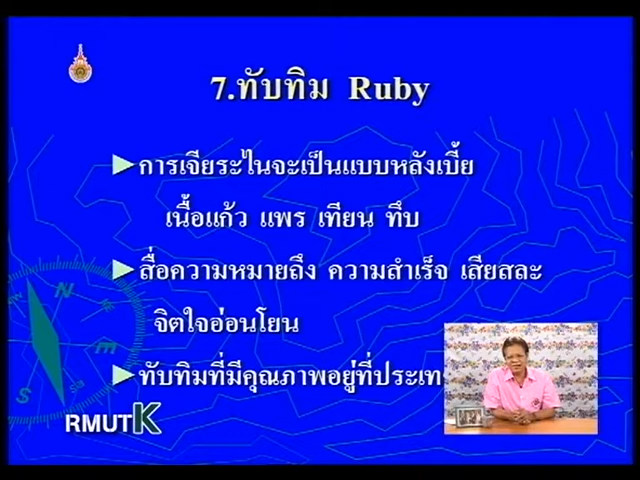 7.ทับทิม Ruby
การเจียระไนจะเป็นแบบหลังเบี้ย
เนื้อแก้ว แพร เทียน ทึบ
สื่อความหมายถึง ความสำเร็จ เสียสละ
จิตใจอ่อนโยน
ทับทิมที่มีคุณภาพอยู่ที่ประเท
N
m
S
RMUTK